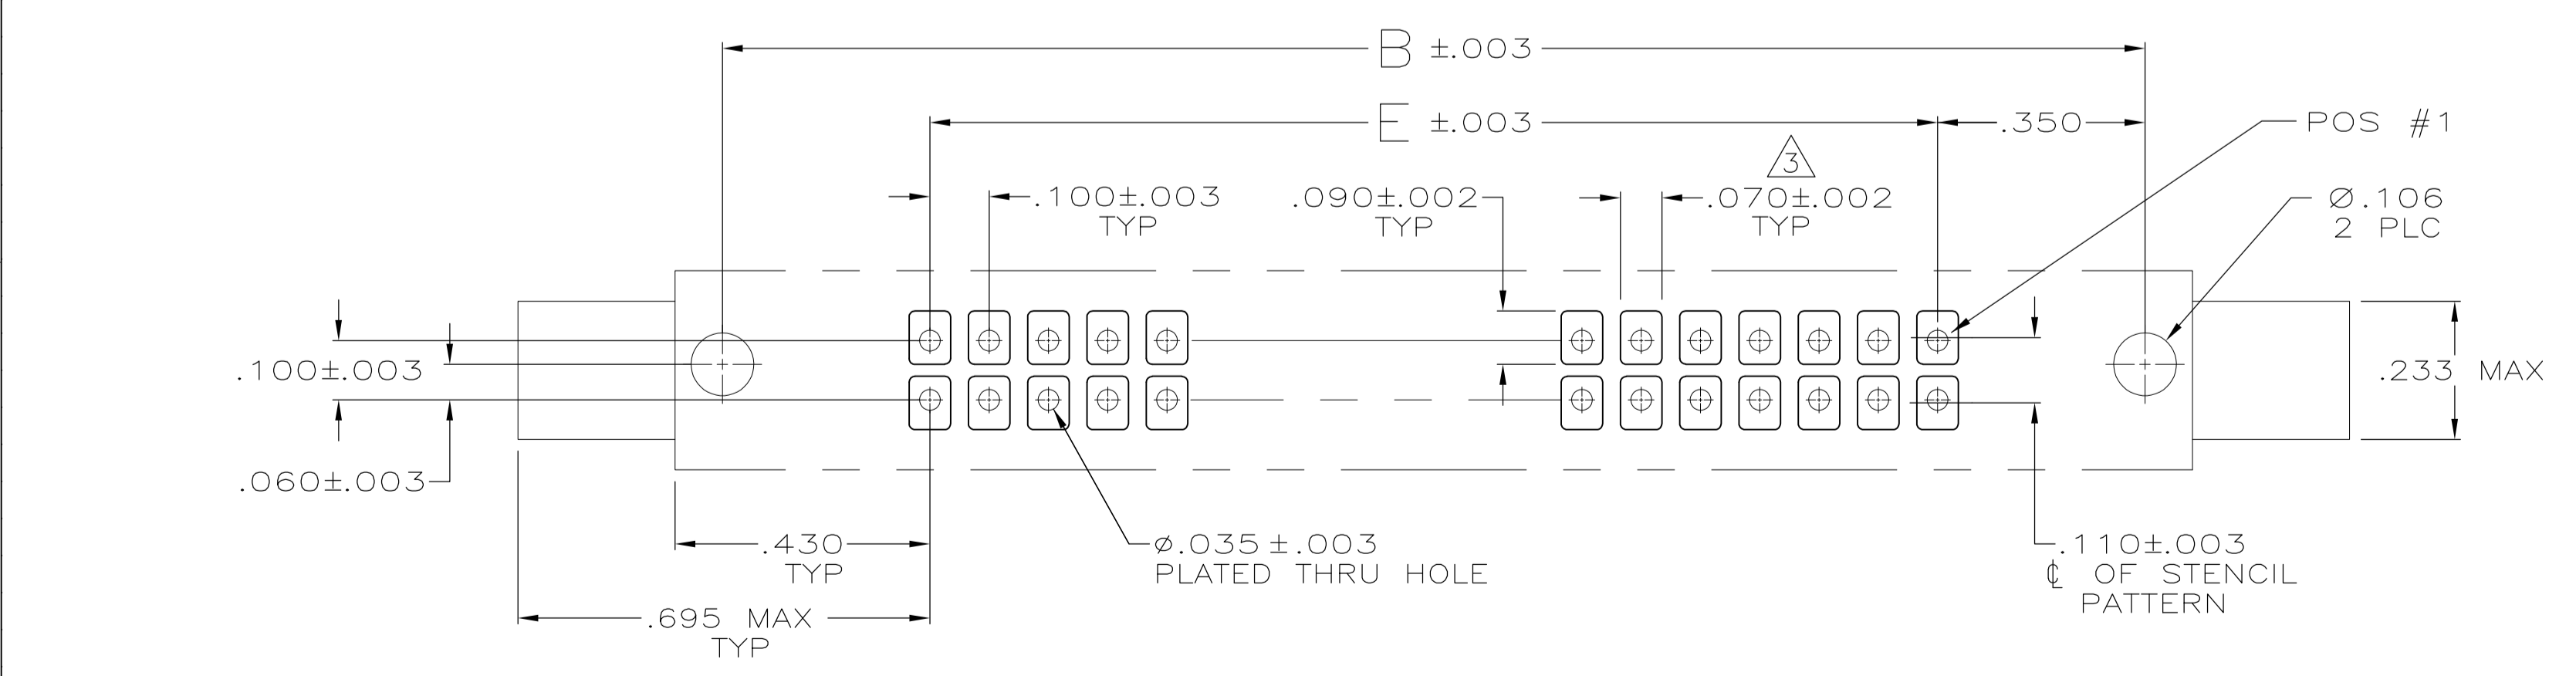 B ±.003
E ±.003
.350
POS #1
3
.100±.003
TYP
.090±.002
TYP
.070±.002
TYP
Ø.106
2 PLC
.100±.003
.233 MAX
.060±.003
.430
TYP
Ø.035±.003
PLATED THRU HOLE
.110±.003
℄ OF STENCIL
PATTERN
.695 MAX
TYP